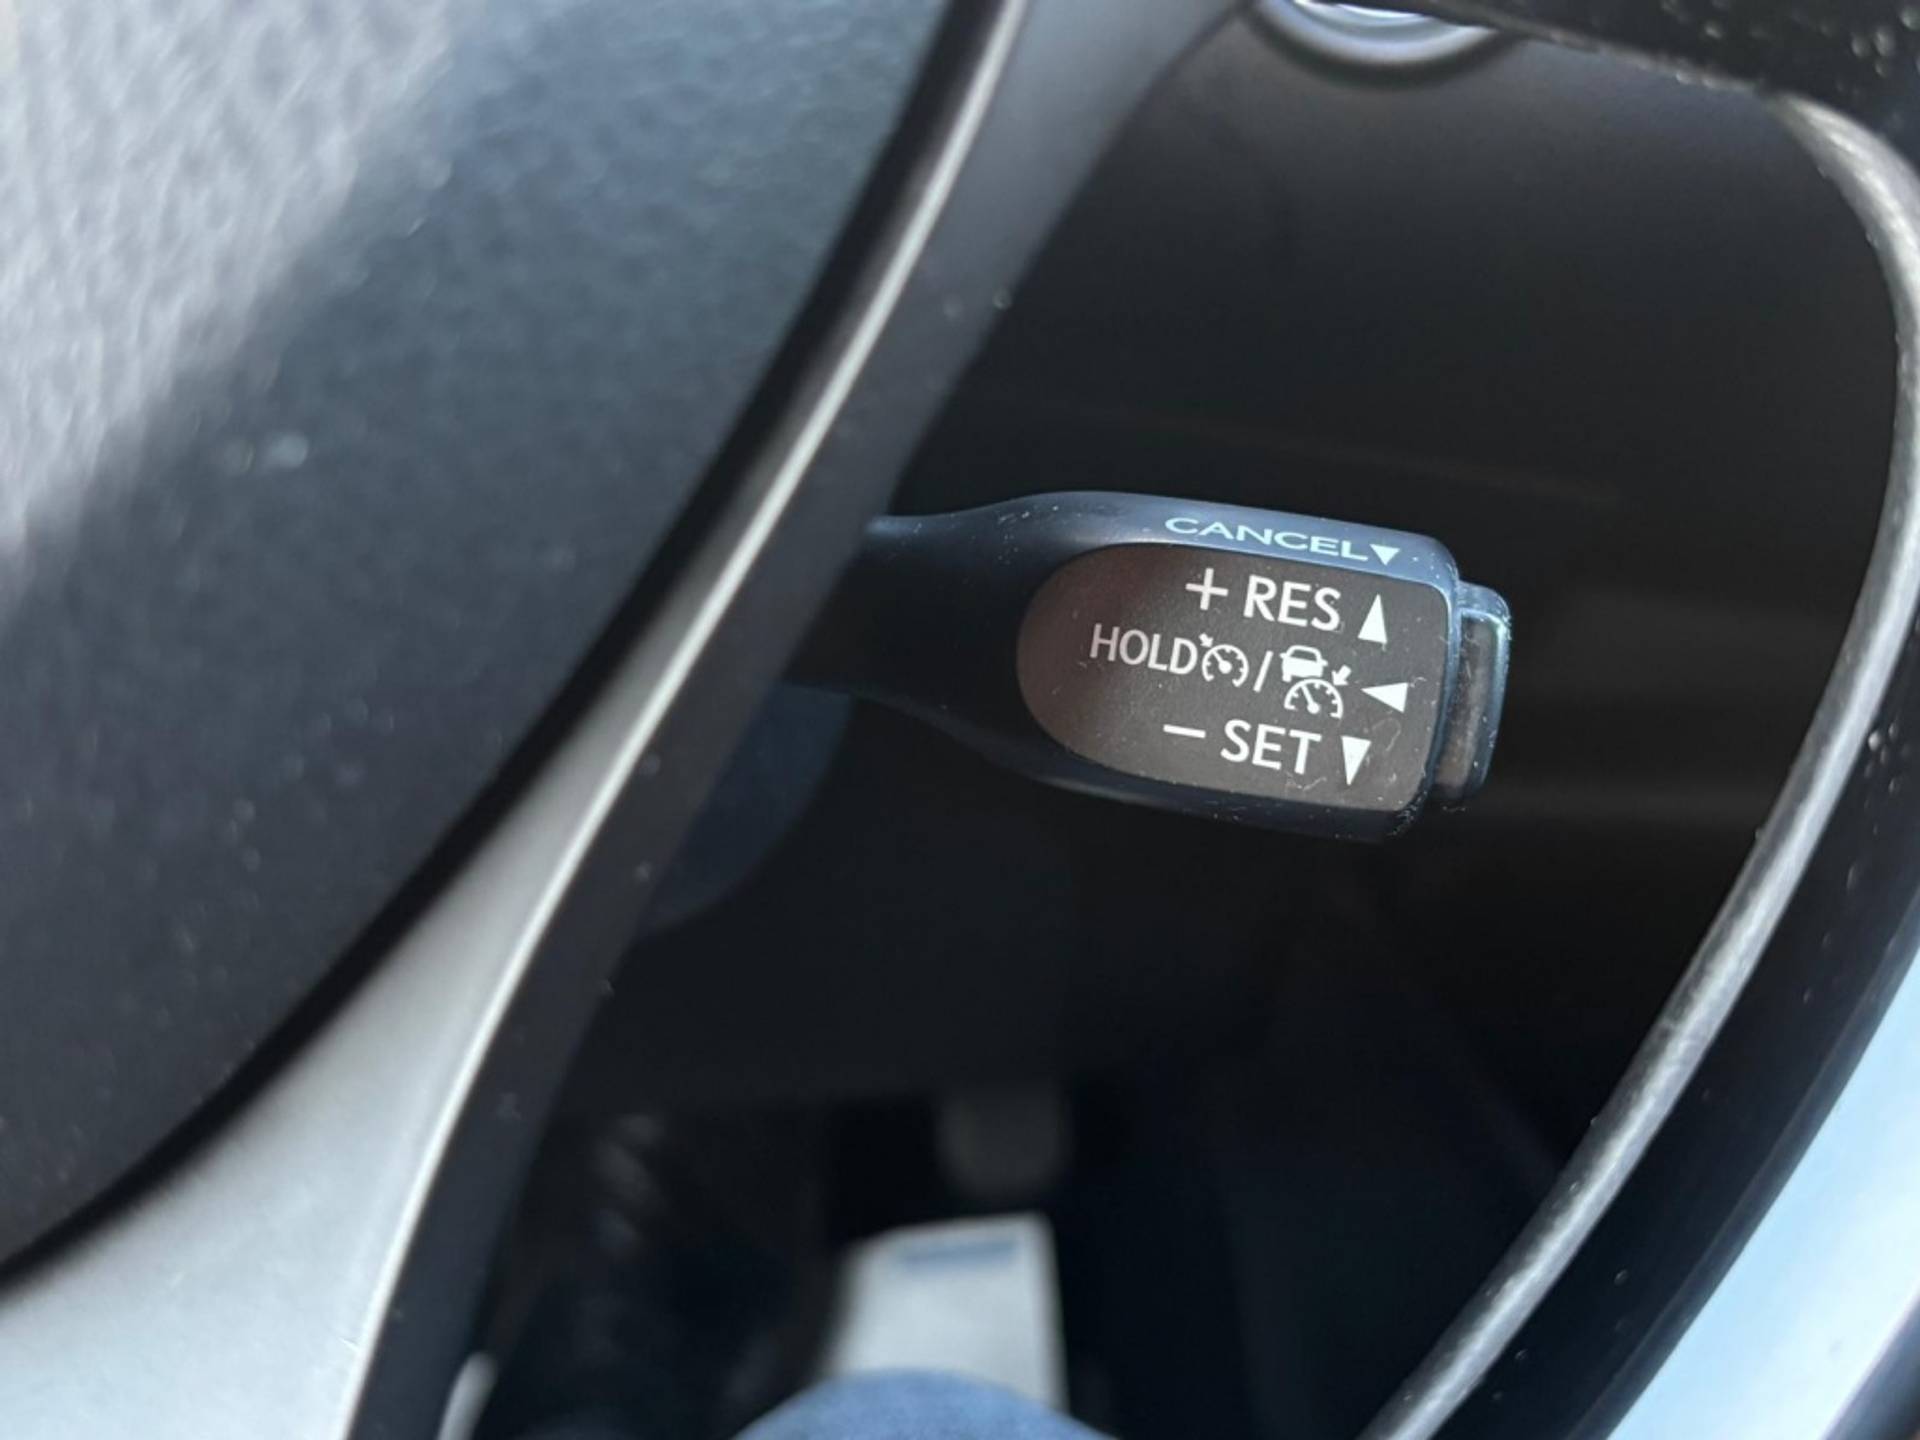 CANCEL▼
+ RES ▲
HOLD / ◀
− SET ▼